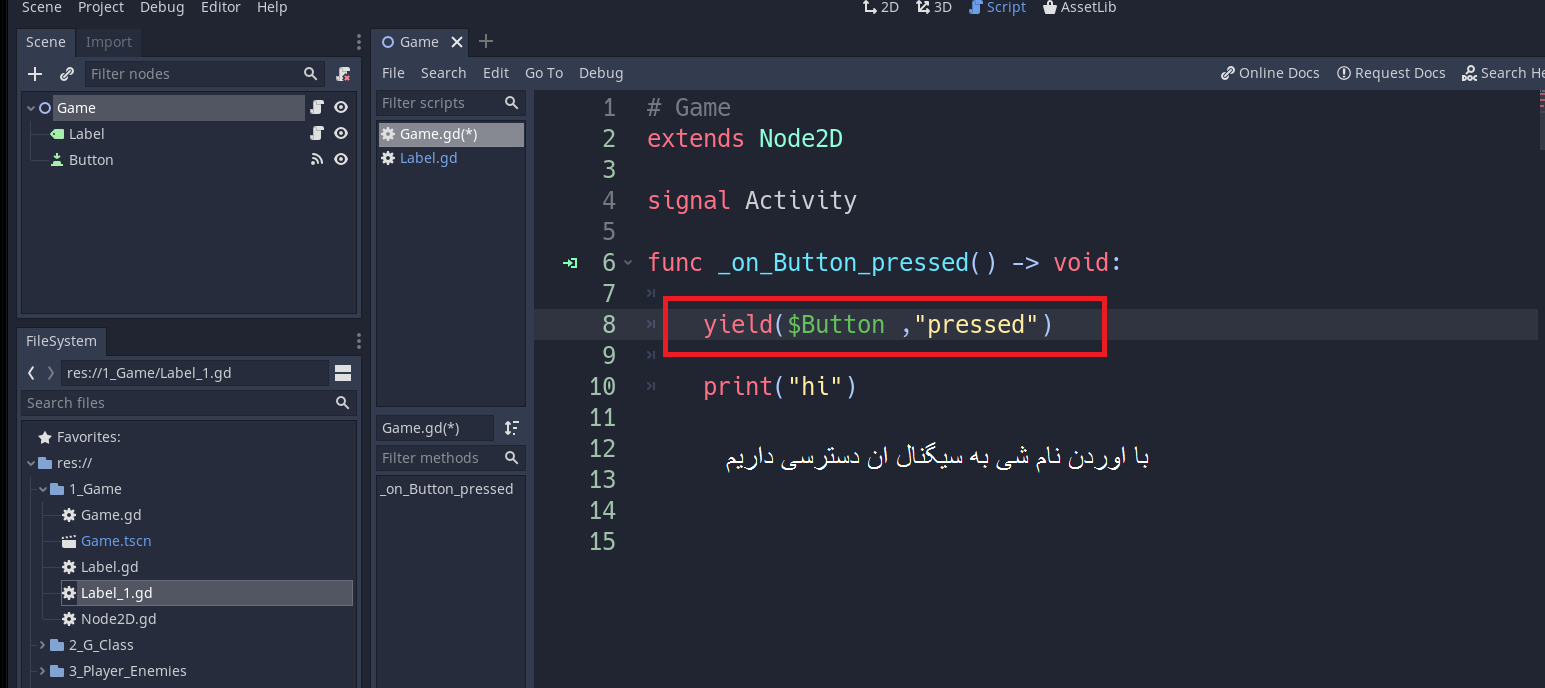 Scene Project Debug Editor Help
2D 3D Script AssetLib
Scene Import
Filter nodes
Game
Label
Button
FileSystem
res://1_Game/Label_1.gd
Search files
Favorites:
res://
1_Game
Game.gd
Game.tscn
Label.gd
Label_1.gd
Node2D.gd
2_G_Class
3_Player_Enemies
Game
File Search Edit Go To Debug
Online Docs Request Docs Search He
Filter scripts
Game.gd(*)
Label.gd
Game.gd(*)
Filter methods
_on_Button_pressed
1 # Game
2 extends Node2D
3
4 signal Activity
5
6 func _on_Button_pressed() -> void:
7
8 yield($Button ,"pressed")
9
10 print("hi")
11
12
با اوردن نام شی به سیگنال ان دسترسی داریم
13
14
15